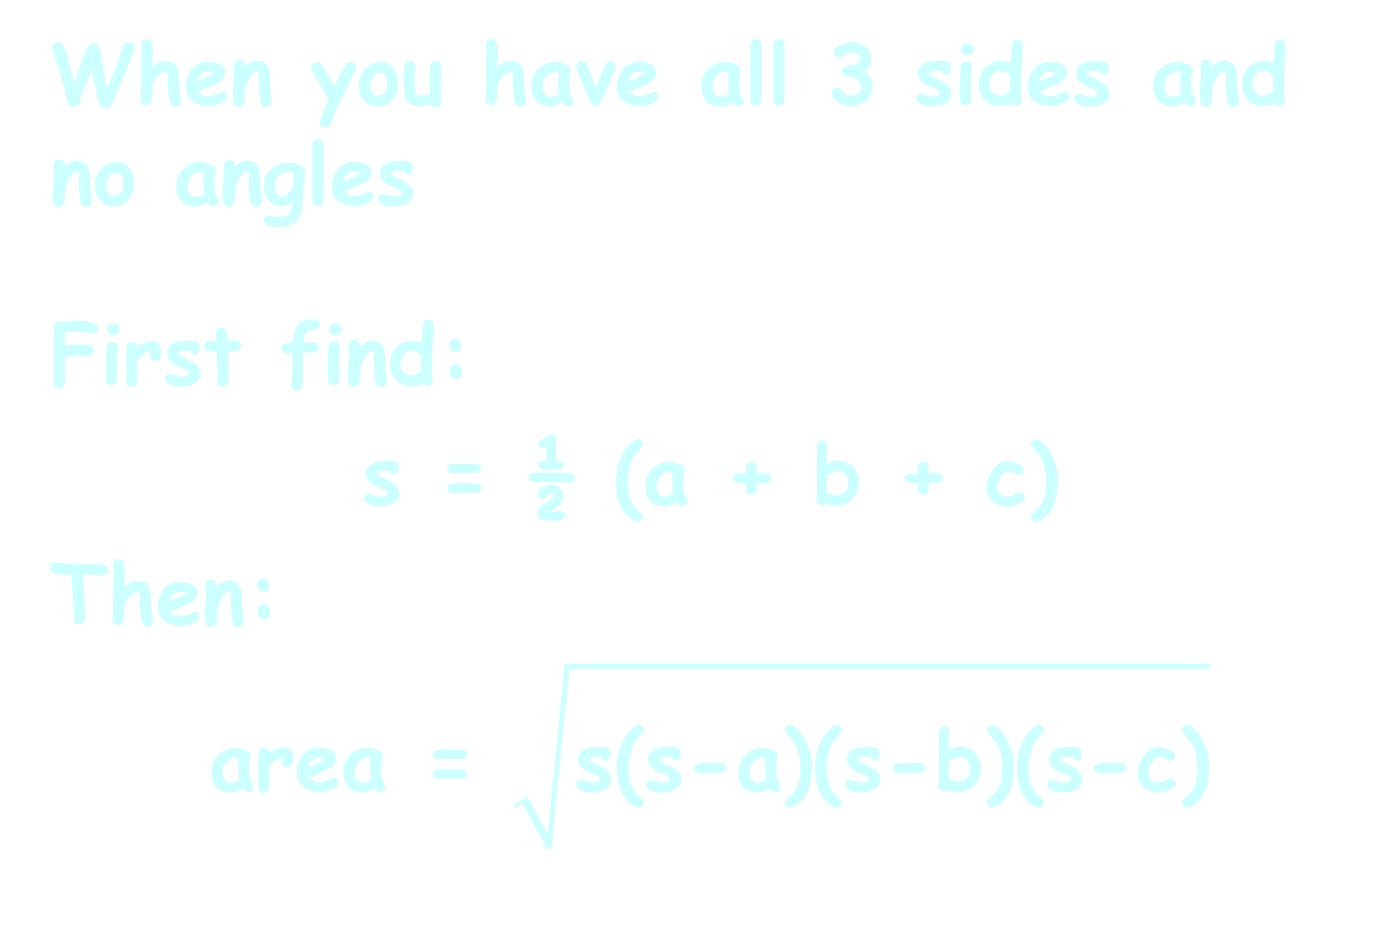 When you have all 3 sides and
no angles
First find:
s = ½ (a + b + c)
Then:
area = √s(s-a)(s-b)(s-c)